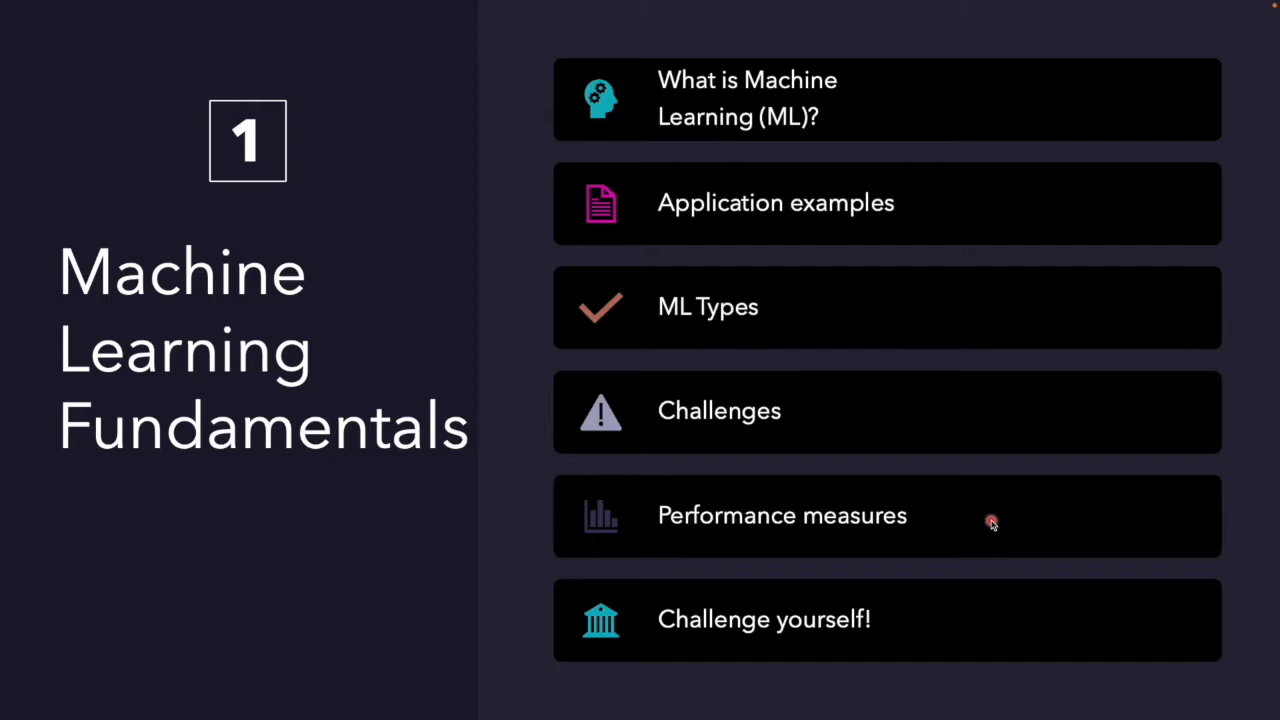 1
Machine
Learning
Fundamentals
What is Machine
Learning (ML)?
Application examples
ML Types
Challenges
Performance measures
Challenge yourself!